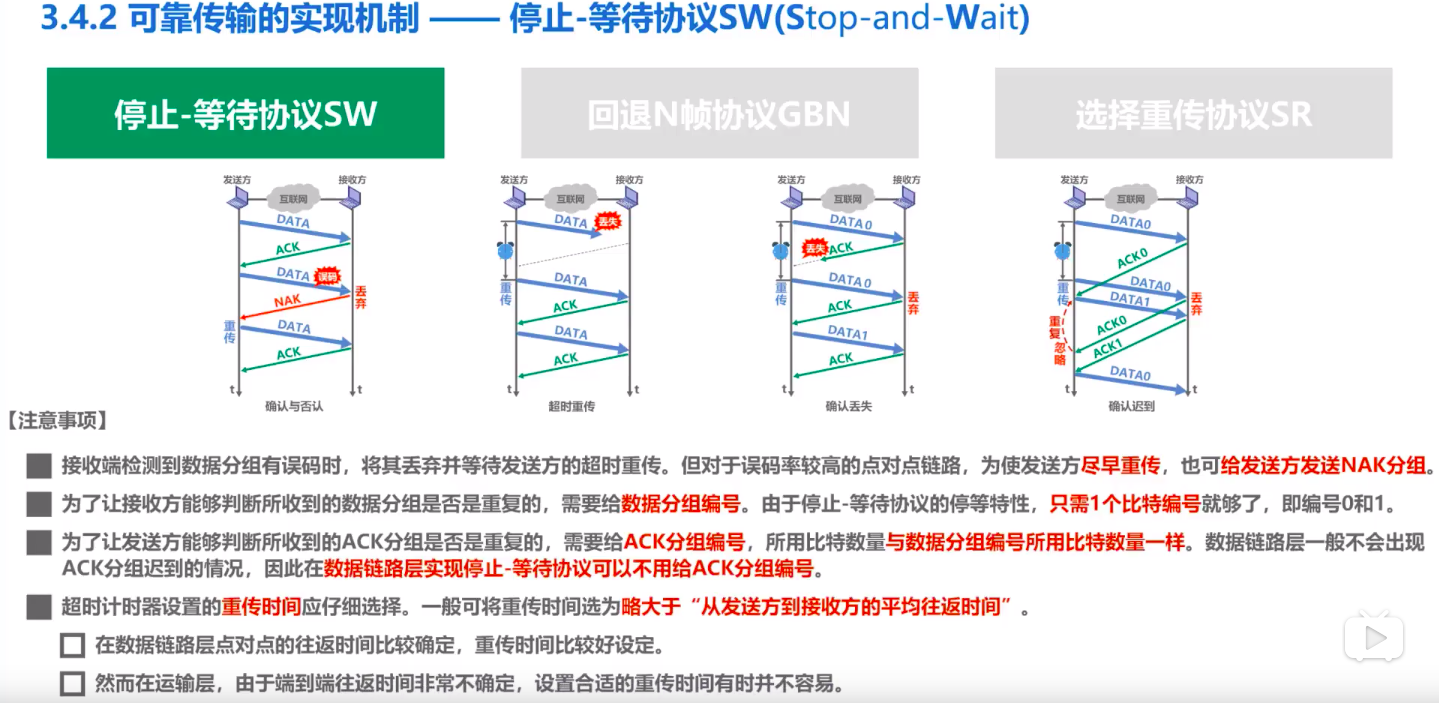 3.4.2 可靠传输的实现机制 —— 停止-等待协议SW(Stop-and-Wait)
停止-等待协议SW
回退N帧协议GBN
选择重传协议SR
发送方
接收方
互联网
DATA
ACK
DATA
误码
NAK
丢弃
重传
DATA
ACK
t
t
确认与否认
发送方
接收方
互联网
DATA
丢失
重传
DATA
ACK
DATA
ACK
t
t
超时重传
发送方
接收方
互联网
DATA0
丢失
ACK
重传
DATA0
丢弃
ACK
DATA1
ACK
t
t
确认丢失
发送方
接收方
互联网
DATA0
ACK0
重传
DATA0
DATA1
丢弃
重复
忽略
ACK0
ACK1
DATA0
t
t
确认迟到
【注意事项】
接收端检测到数据分组有误码时，将其丢弃并等待发送方的超时重传。但对于误码率较高的点对点链路，为使发送方尽早重传，也可给发送方发送NAK分组。
为了让接收方能够判断所收到的数据分组是否是重复的，需要给数据分组编号。由于停止-等待协议的停等特性，只需1个比特编号就够了，即编号0和1。
为了让发送方能够判断所收到的ACK分组是否是重复的，需要给ACK分组编号，所用比特数量与数据分组编号所用比特数量一样。数据链路层一般不会出现
ACK分组迟到的情况，因此在数据链路层实现停止-等待协议可以不用给ACK分组编号。
超时计时器设置的重传时间应仔细选择。一般可将重传时间选为略大于“从发送方到接收方的平均往返时间”。
在数据链路层点对点的往返时间比较确定，重传时间比较好设定。
然而在运输层，由于端到端往返时间非常不确定，设置合适的重传时间有时并不容易。